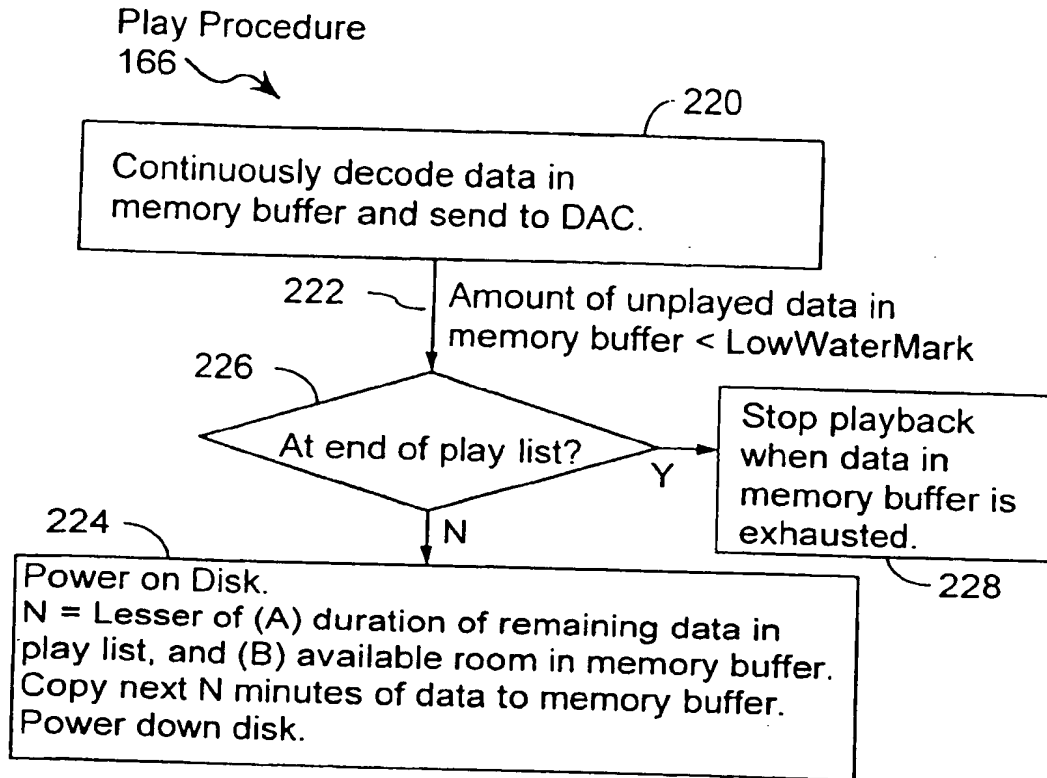 Play Procedure
166
220
Continuously decode data in
memory buffer and send to DAC.
222
Amount of unplayed data in
memory buffer < LowWaterMark
226
At end of play list?
Y
Stop playback
when data in
memory buffer is
exhausted.
228
N
224
Power on Disk.
N = Lesser of (A) duration of remaining data in
play list, and (B) available room in memory buffer.
Copy next N minutes of data to memory buffer.
Power down disk.